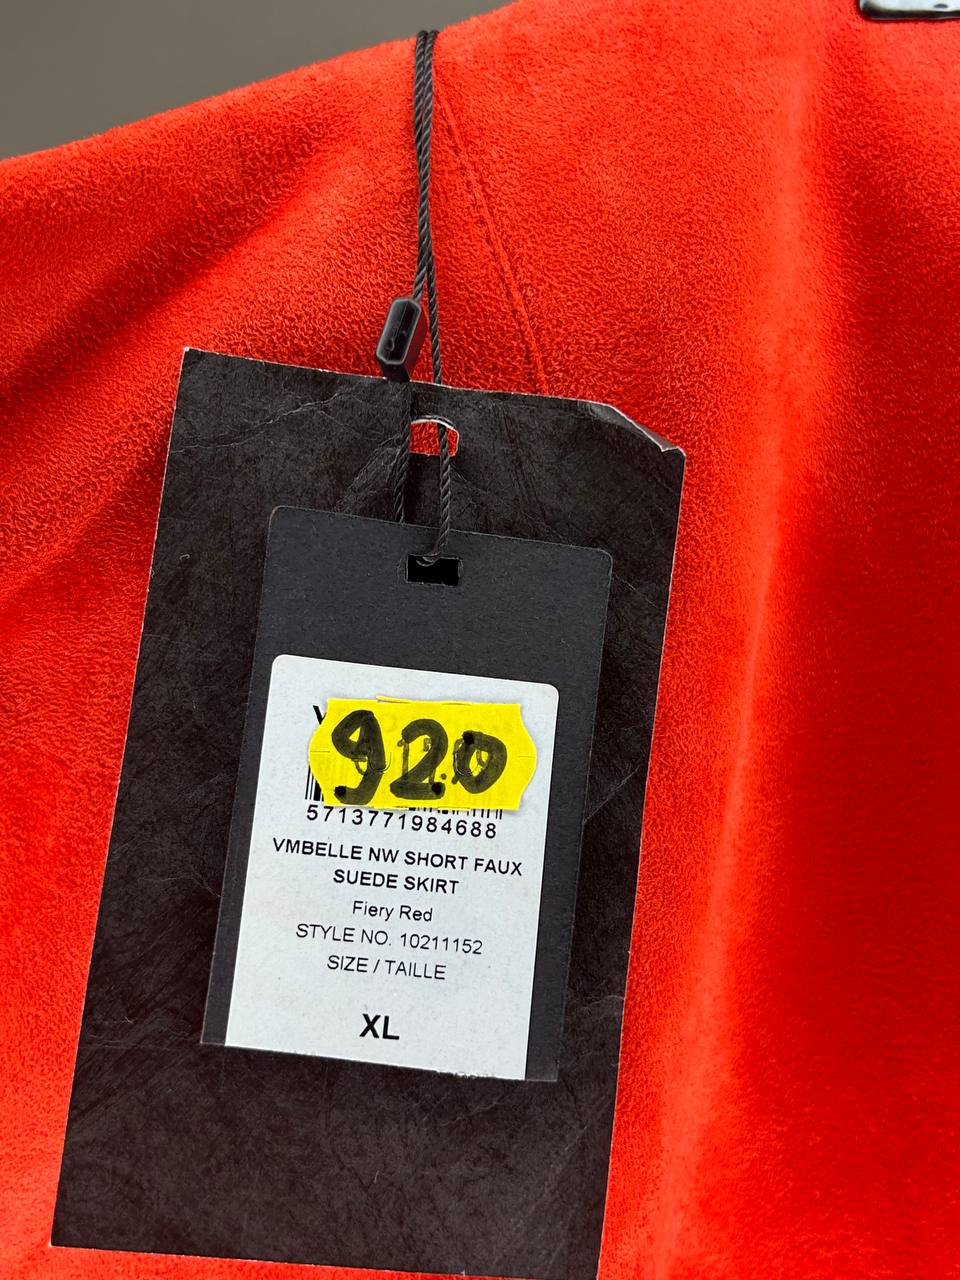 920
5713771984688
VMBELLE NW SHORT FAUX
SUEDE SKIRT
Fiery Red
STYLE NO. 10211152
SIZE / TAILLE
XL